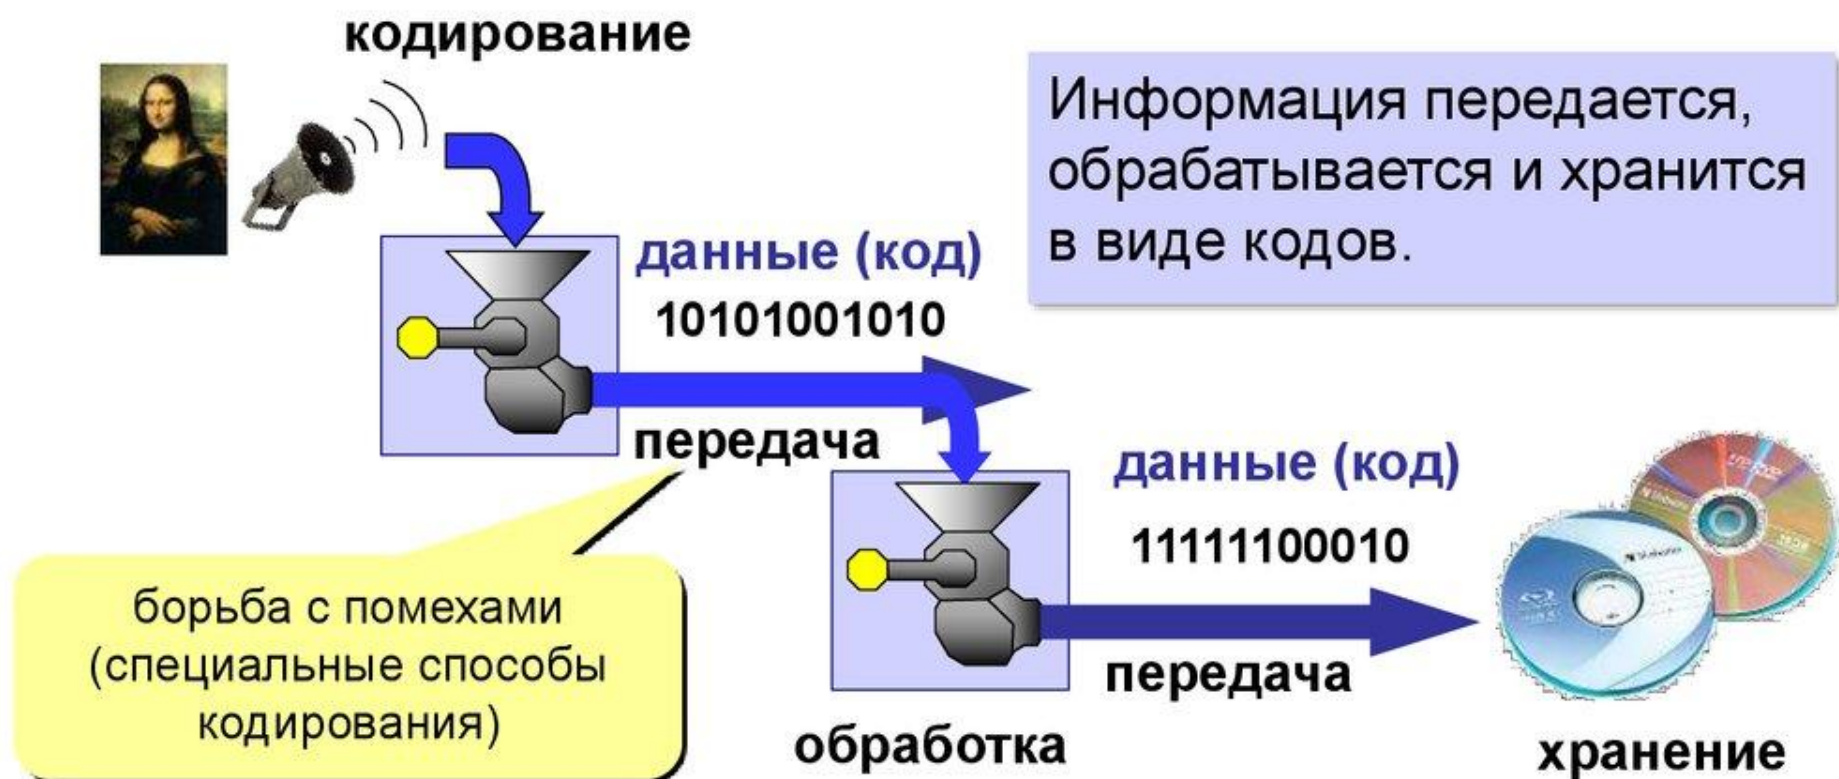 кодирование
Информация передается,
обрабатывается и хранится
в виде кодов.
данные (код)
10101001010
передача
данные (код)
11111100010
передача
борьба с помехами
(специальные способы
кодирования)
обработка
хранение